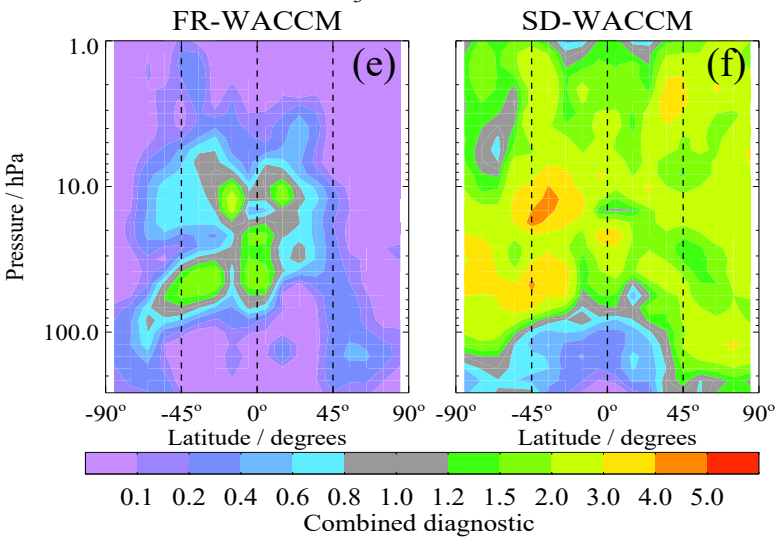 FR-WACCM SD-WACCM
(e) (f)
1.0
10.0
100.0
Pressure / hPa
-90° -45° 0° 45° 90° -90° -45° 0° 45° 90°
Latitude / degrees Latitude / degrees
0.1 0.2 0.4 0.6 0.8 1.0 1.2 1.5 2.0 3.0 4.0 5.0
Combined diagnostic